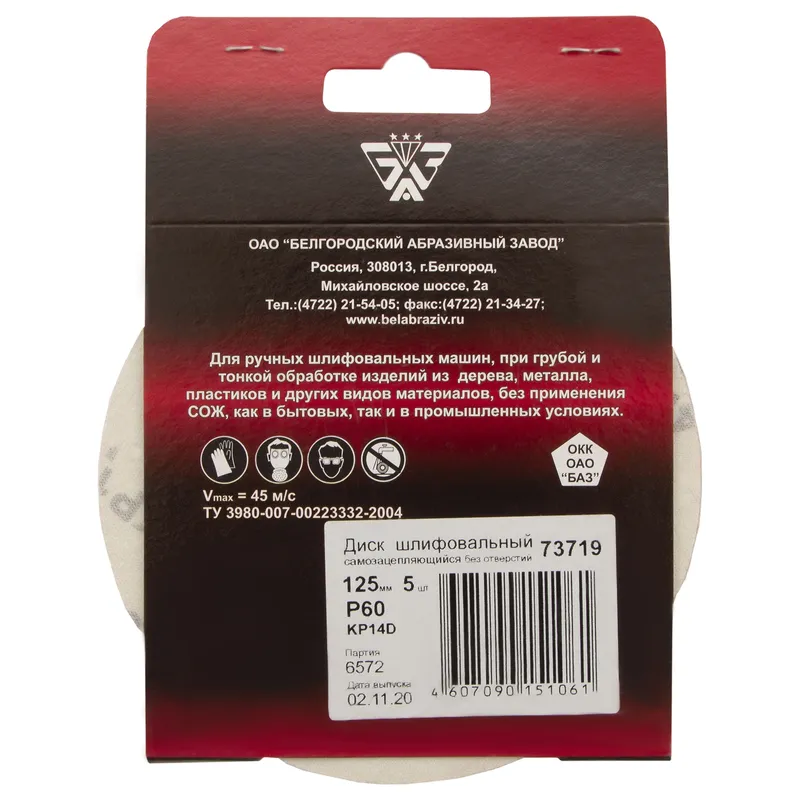 БАЗ
ОАО "БЕЛГОРОДСКИЙ АБРАЗИВНЫЙ ЗАВОД"
Россия, 308013, г.Белгород,
Михайловское шоссе, 2а
Тел.:(4722) 21-54-05; факс:(4722) 21-34-27;
www.belabraziv.ru
Для ручных шлифовальных машин, при грубой и
тонкой обработке изделий из дерева, металла,
пластиков и других видов материалов, без применения
СОЖ, как в бытовых, так и в промышленных условиях.
Vmax = 45 м/с
ТУ 3980-007-00223332-2004
ОКК
ОАО
"БАЗ"
Диск шлифовальный 73719
самозацепляющийся без отверстий
125мм 5 шт
P60
KP14D
Партия
6572
Дата выпуска
02.11.20
4 607090 151061